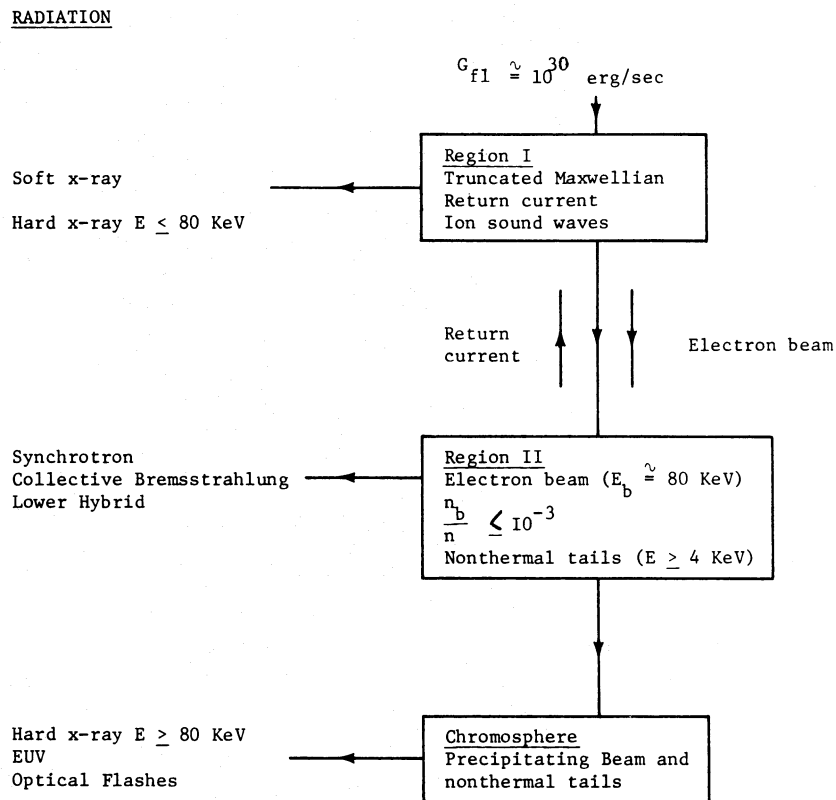 RADIATION
G_fl ≅ 10^30 erg/sec
Region I
Truncated Maxwellian
Return current
Ion sound waves
Soft x-ray
Hard x-ray E ≤ 80 KeV
Return
current
Electron beam
Region II
Electron beam (E_b ≅ 80 KeV)
n_b/n ≤ 10^-3
Nonthermal tails (E ≥ 4 KeV)
Synchrotron
Collective Bremsstrahlung
Lower Hybrid
Chromosphere
Precipitating Beam and
nonthermal tails
Hard x-ray E ≥ 80 KeV
EUV
Optical Flashes